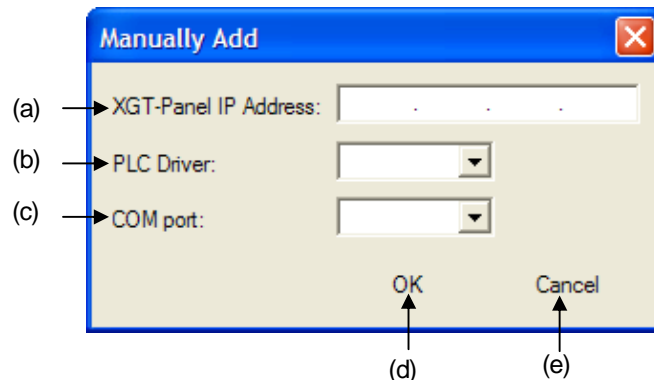 Manually Add
(a) XGT-Panel IP Address: . . .
(b) PLC Driver:
(c) COM port:
OK Cancel
(d) (e)